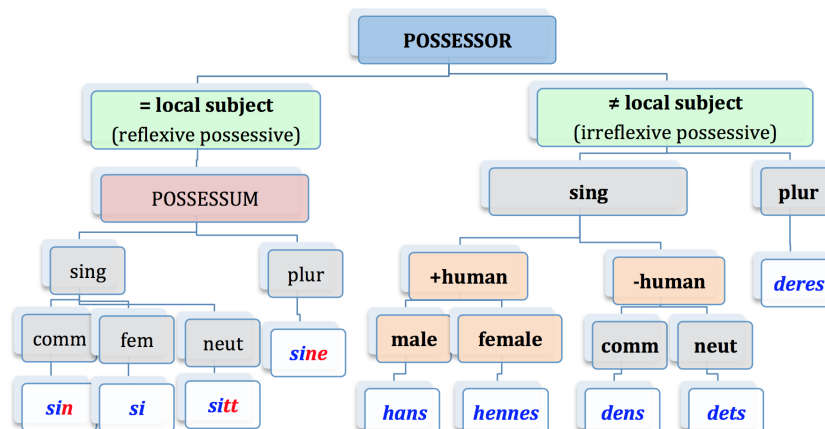 POSSESSOR
= local subject
(reflexive possessive)
≠ local subject
(irreflexive possessive)
POSSESSUM
sing
plur
sing
plur
+human
-human
deres
comm
fem
neut
sine
male
female
comm
neut
sin
si
sitt
hans
hennes
dens
dets